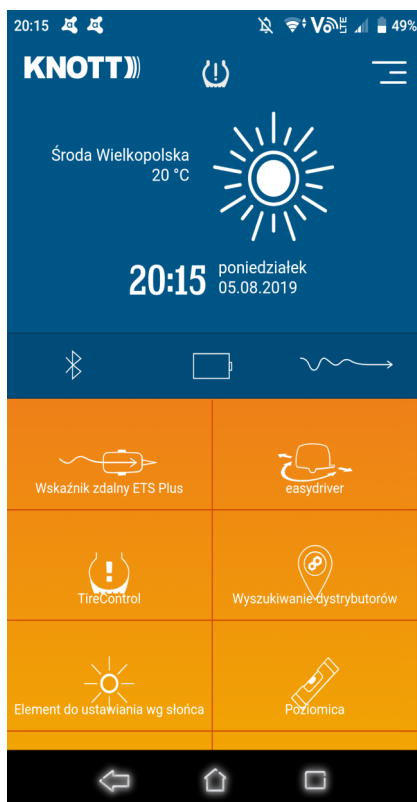 20:15
VoLTE
49%
KNOTT
Środa Wielkopolska
20 °C
20:15
poniedziałek
05.08.2019
Wskaźnik zdalny ETS Plus
easydriver
TireControl
Wyszukiwanie dystrybutorów
Element do ustawiania wg słońca
Poziomica